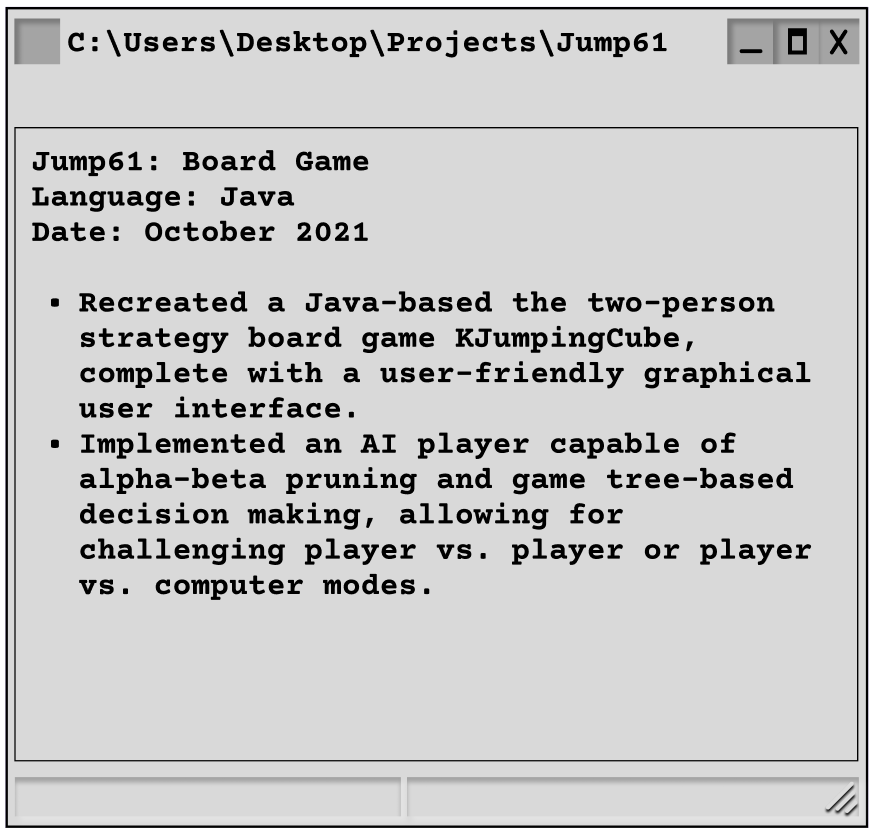 C:\Users\Desktop\Projects\Jump61
Jump61: Board Game
Language: Java
Date: October 2021
• Recreated a Java-based the two-person
strategy board game KJumpingCube,
complete with a user-friendly graphical
user interface.
• Implemented an AI player capable of
alpha-beta pruning and game tree-based
decision making, allowing for
challenging player vs. player or player
vs. computer modes.